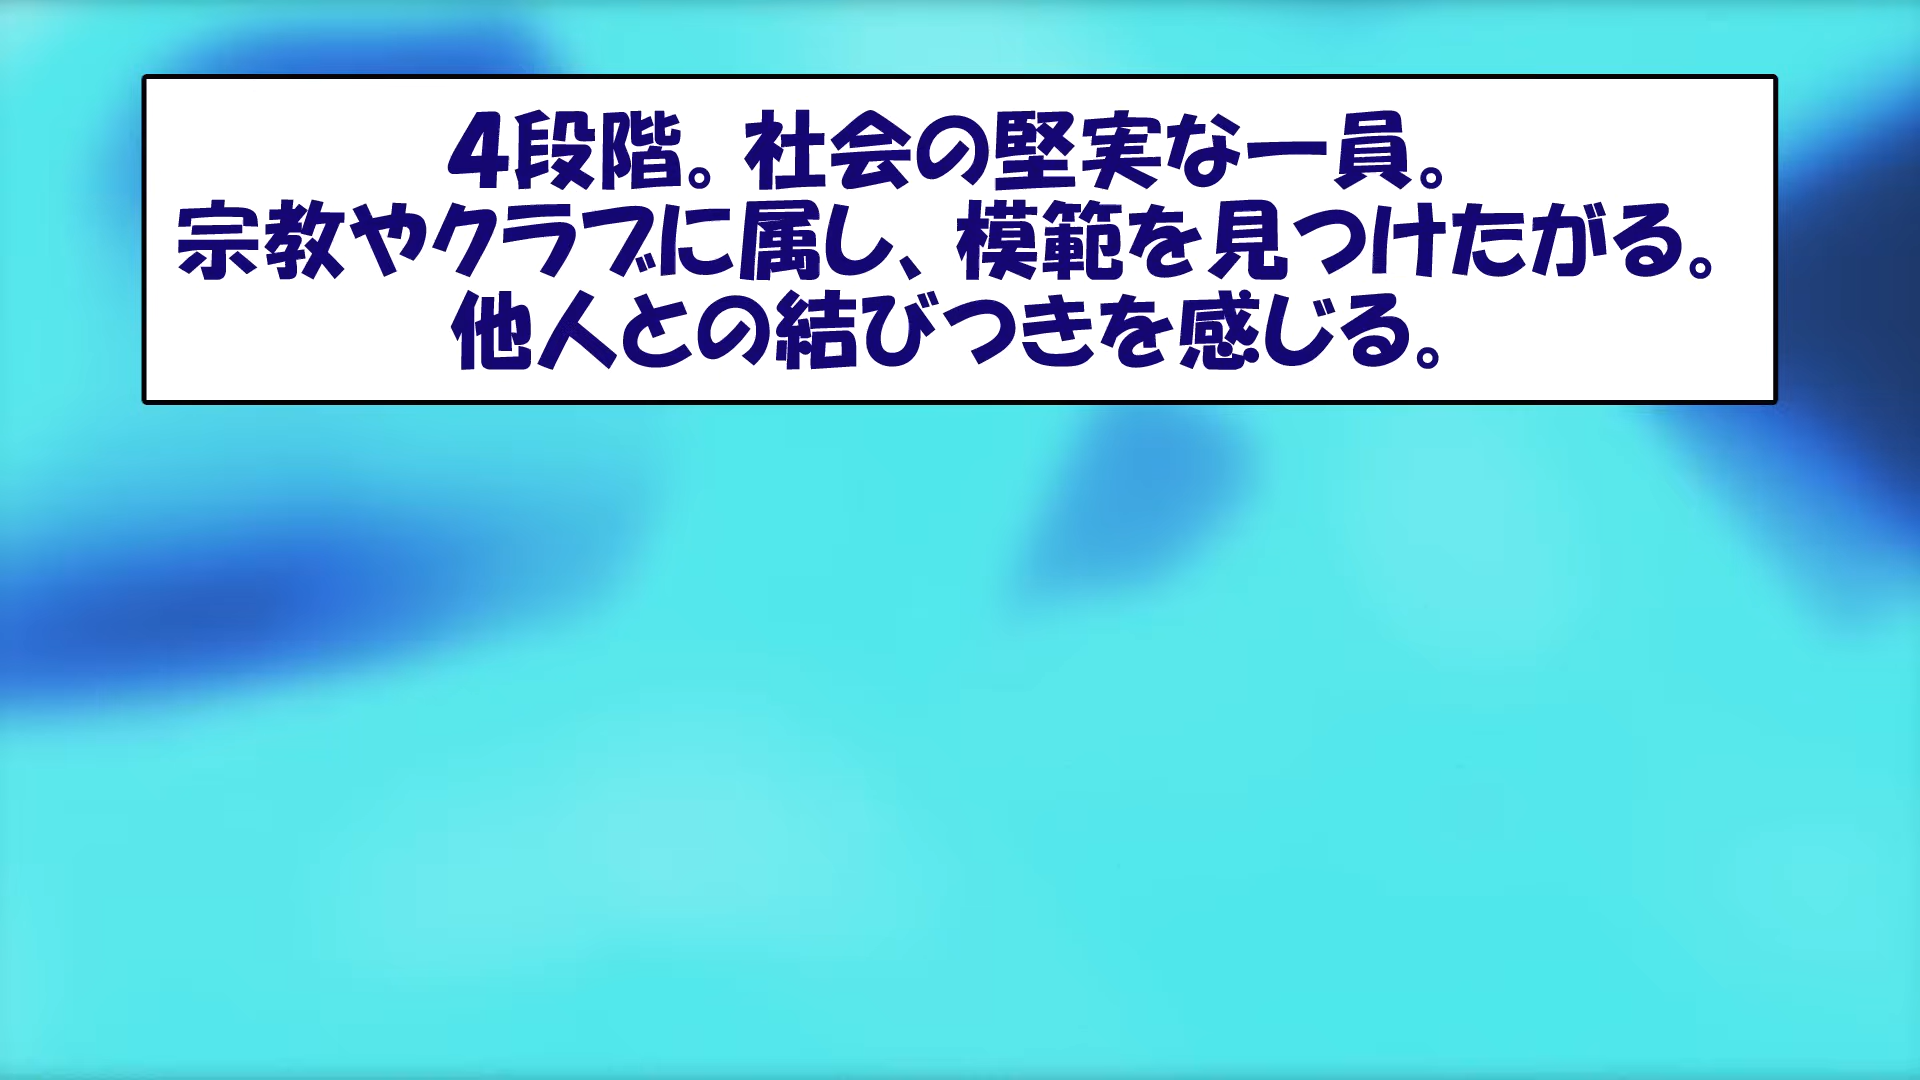 4段階。社会の堅実な一員。
宗教やクラブに属し、模範を見つけたがる。
他人との結びつきを感じる。